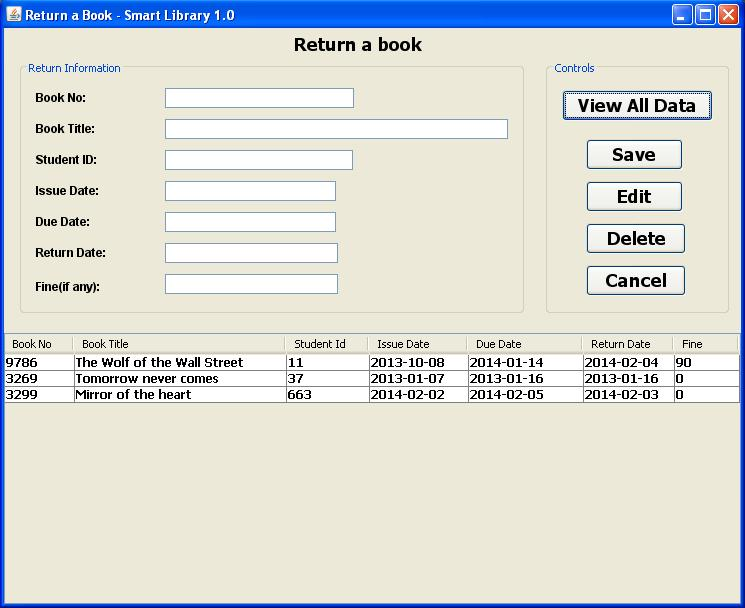 Return a Book - Smart Library 1.0
Return a book
Return Information
Book No:
Book Title:
Student ID:
Issue Date:
Due Date:
Return Date:
Fine(if any):
Controls
View All Data
Save
Edit
Delete
Cancel
Book No Book Title Student Id Issue Date Due Date Return Date Fine
9786 The Wolf of the Wall Street 11 2013-10-08 2014-01-14 2014-02-04 90
3269 Tomorrow never comes 37 2013-01-07 2013-01-16 2013-01-16 0
3299 Mirror of the heart 663 2014-02-02 2014-02-05 2014-02-03 0